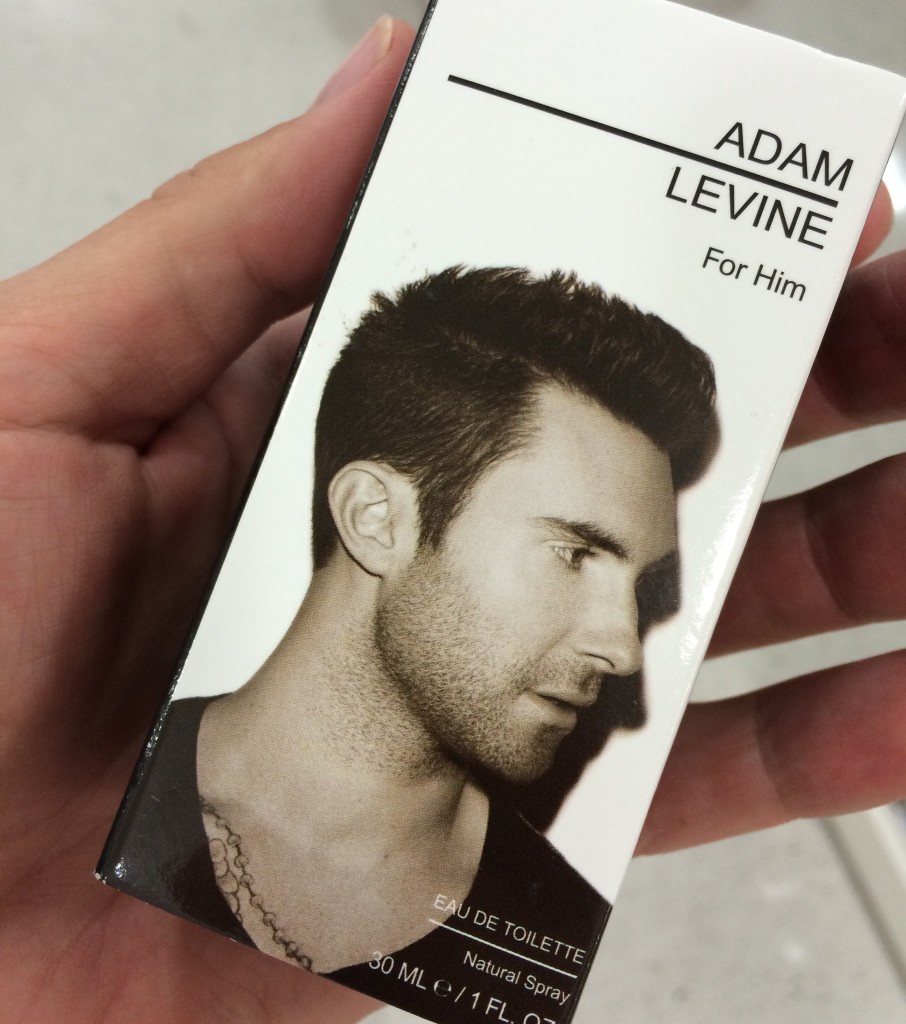 ADAM
LEVINE
For Him
EAU DE TOILETTE
Natural Spray
30 ML ℮ / 1 FL. OZ